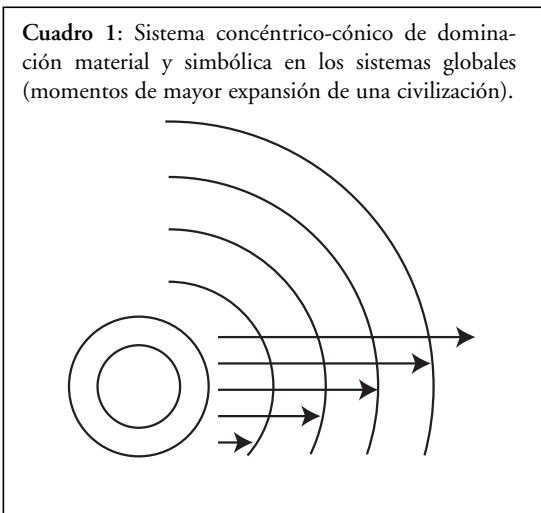 Cuadro 1: Sistema concéntrico-cónico de domina-
ción material y simbólica en los sistemas globales
(momentos de mayor expansión de una civilización).